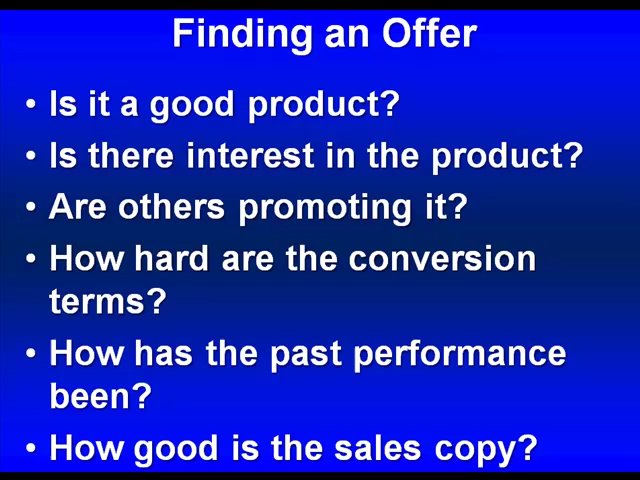 Finding an Offer
• Is it a good product?
• Is there interest in the product?
• Are others promoting it?
• How hard are the conversion
terms?
• How has the past performance
been?
• How good is the sales copy?